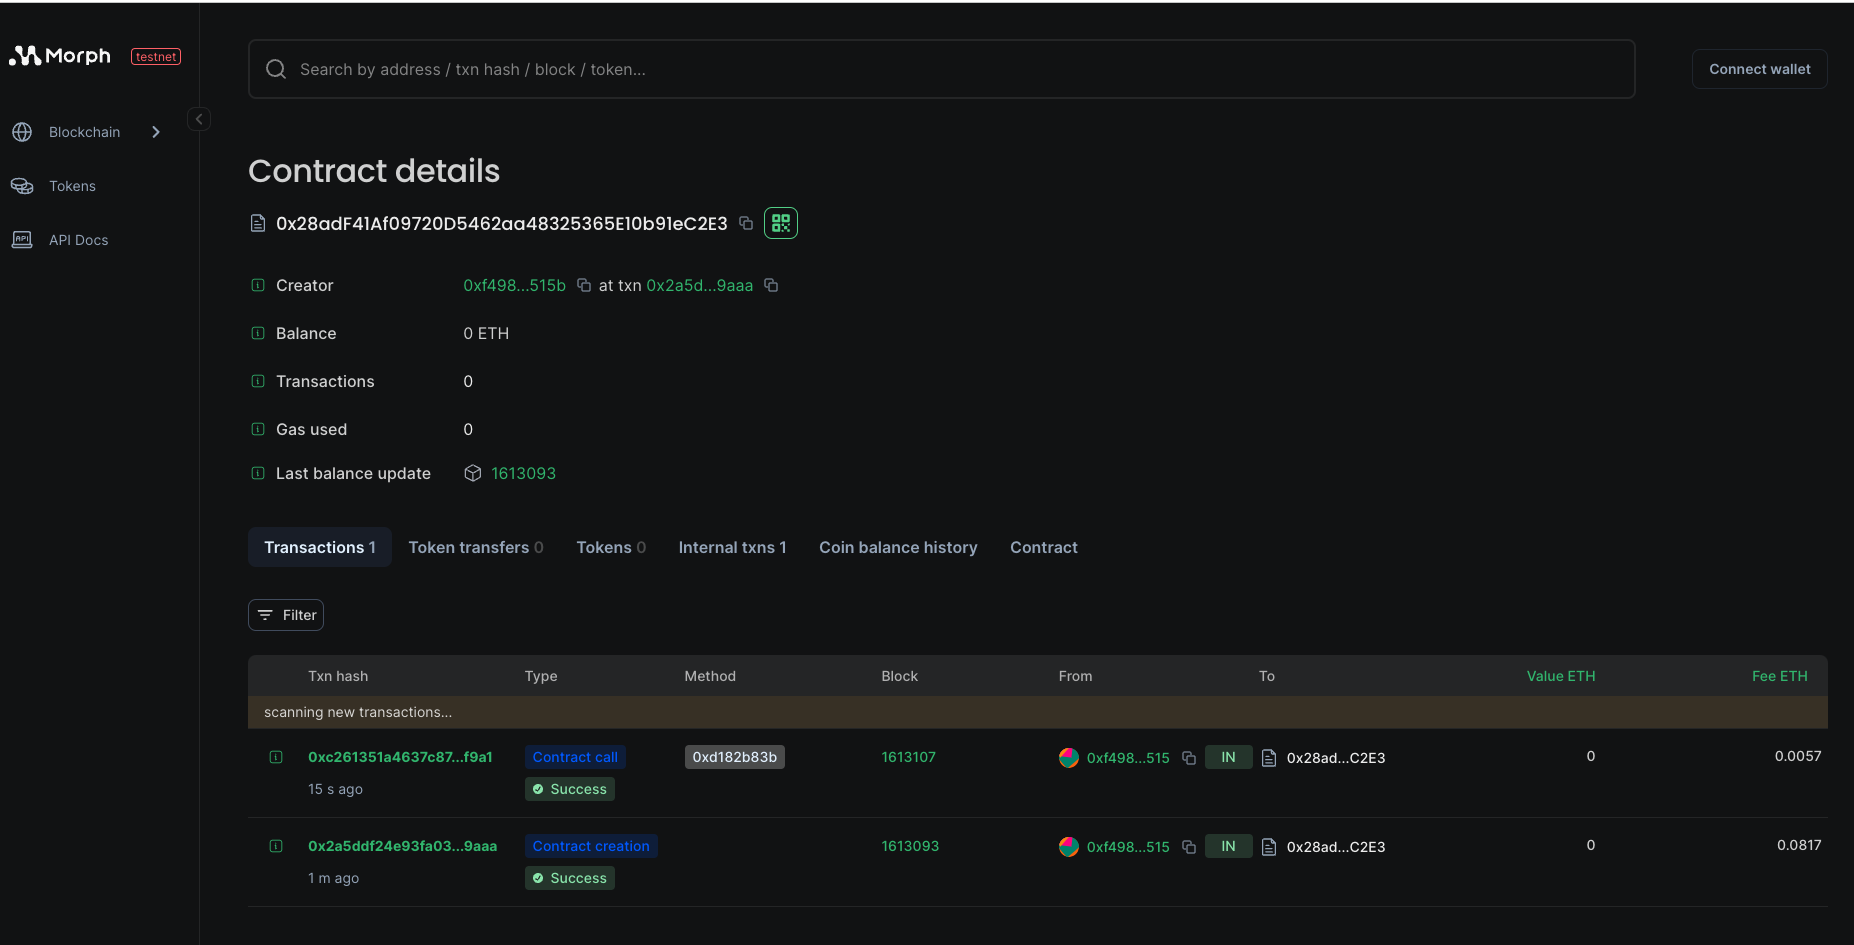 Morph testnet
Search by address / txn hash / block / token...
Connect wallet
Blockchain
Tokens
API Docs
Contract details
0x28adF41Af09720D5462aa48325365E10b91eC2E3
Creator 0xf498...515b at txn 0x2a5d...9aaa
Balance 0 ETH
Transactions 0
Gas used 0
Last balance update 1613093
Transactions 1 Token transfers 0 Tokens 0 Internal txns 1 Coin balance history Contract
Filter
Txn hash Type Method Block From To Value ETH Fee ETH
scanning new transactions...
0xc261351a4637c87...f9a1 Contract call 0xd182b83b 1613107 0xf498...515 IN 0x28ad...C2E3 0 0.0057
15 s ago Success
0x2a5ddf24e93fa03...9aaa Contract creation 1613093 0xf498...515 IN 0x28ad...C2E3 0 0.0817
1 m ago Success